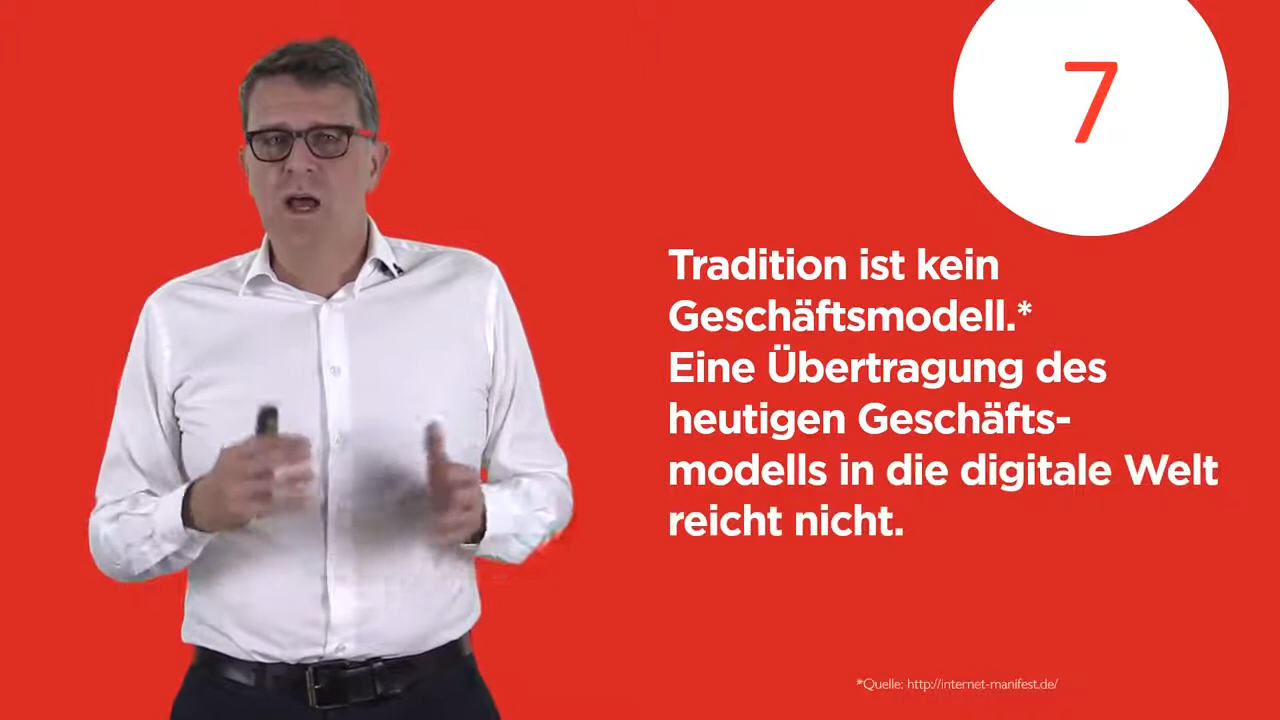 7
Tradition ist kein
Geschäftsmodell.*
Eine Übertragung des
heutigen Geschäfts-
modells in die digitale Welt
reicht nicht.
*Quelle: http://internet-manifest.de/